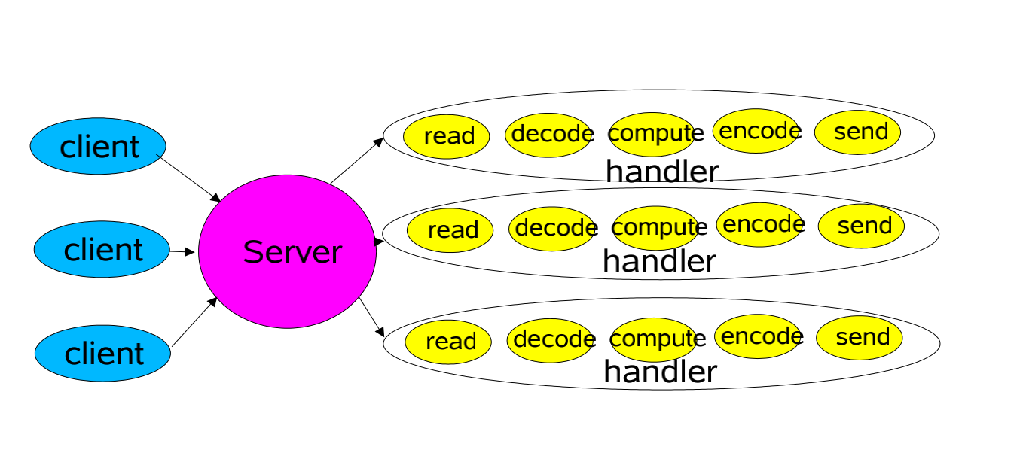 client
client
client
Server
read decode compute encode send
handler
read decode compute encode send
handler
read decode compute encode send
handler